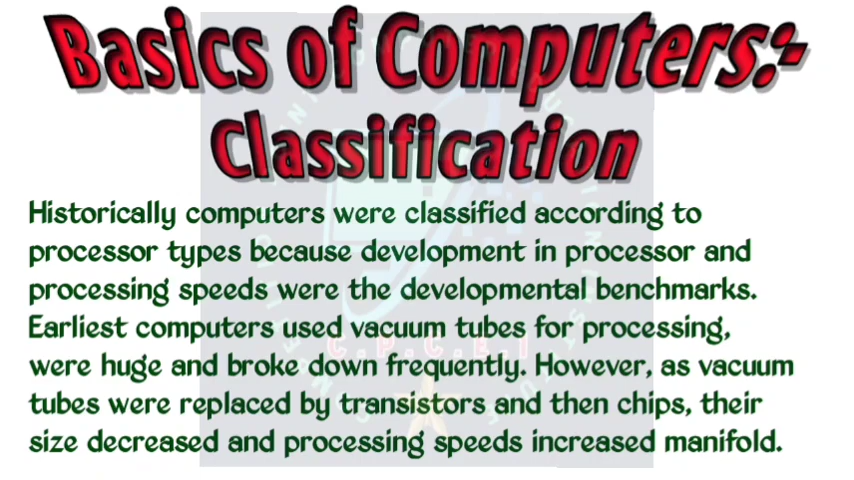 Basics of Computers:-
Classification
Historically computers were classified according to
processor types because development in processor and
processing speeds were the developmental benchmarks.
Earliest computers used vacuum tubes for processing,
were huge and broke down frequently. However, as vacuum
tubes were replaced by transistors and then chips, their
size decreased and processing speeds increased manifold.
C.P.C.E.I